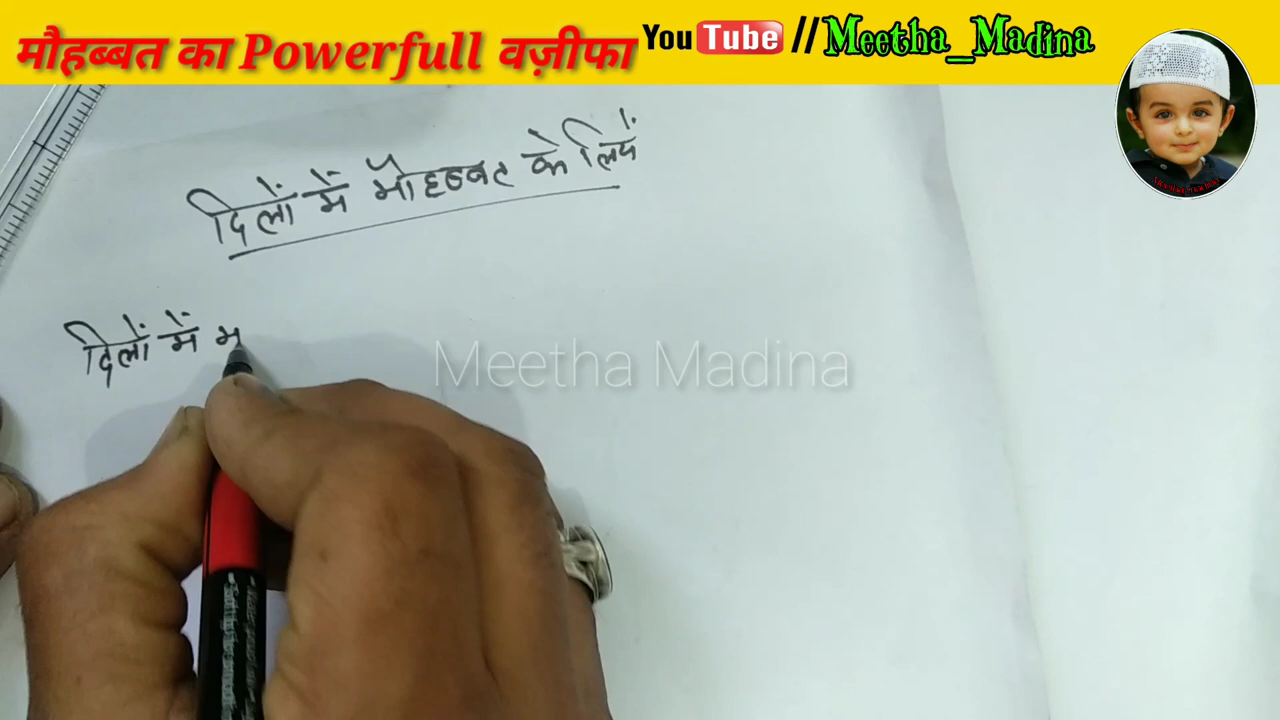 मौहब्बत का Powerfull वज़ीफा YouTube //Meetha_Madina
दिलों में मौहब्बत के लियें
दिलों में म
Meetha Madina